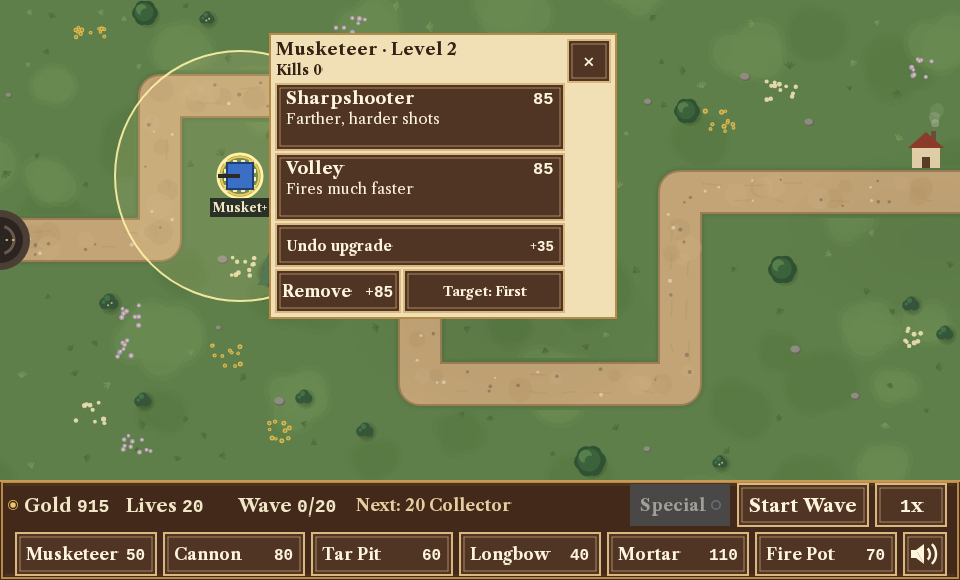 Musketeer · Level 2
Kills 0
×
Sharpshooter 85
Farther, harder shots
Volley 85
Fires much faster
Undo upgrade +35
Remove +85
Target: First
Musket+
Gold 915 Lives 20 Wave 0/20 Next: 20 Collector
Special
Start Wave
1x
Musketeer 50
Cannon 80
Tar Pit 60
Longbow 40
Mortar 110
Fire Pot 70